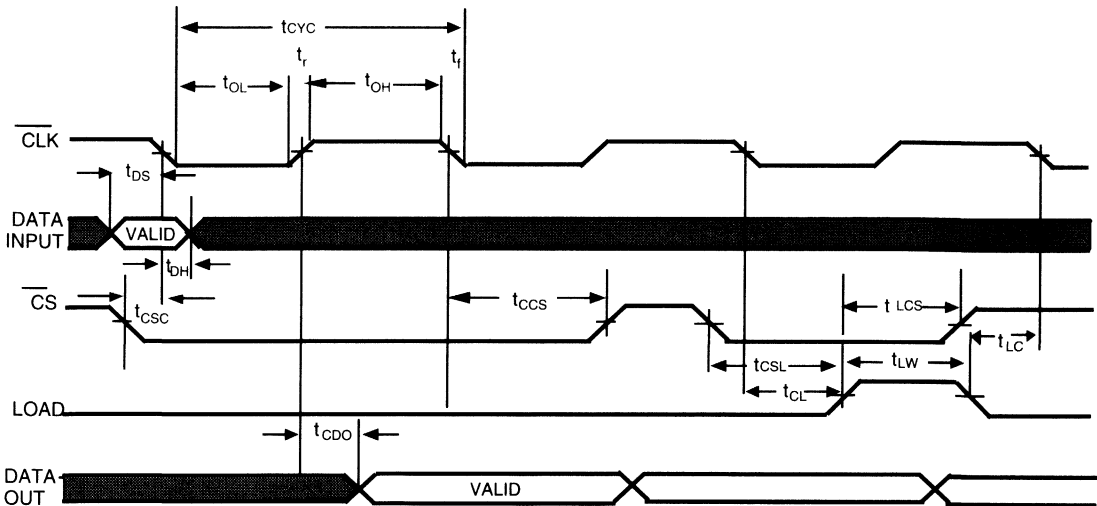 tCYC
tr
tf
tOL
tOH
CLK
tDS
DATA
INPUT
VALID
tDH
CS
tCSC
tCCS
t LCS
tLC
tCSL
tLW
tCL
LOAD
tCDO
DATA
OUT
VALID